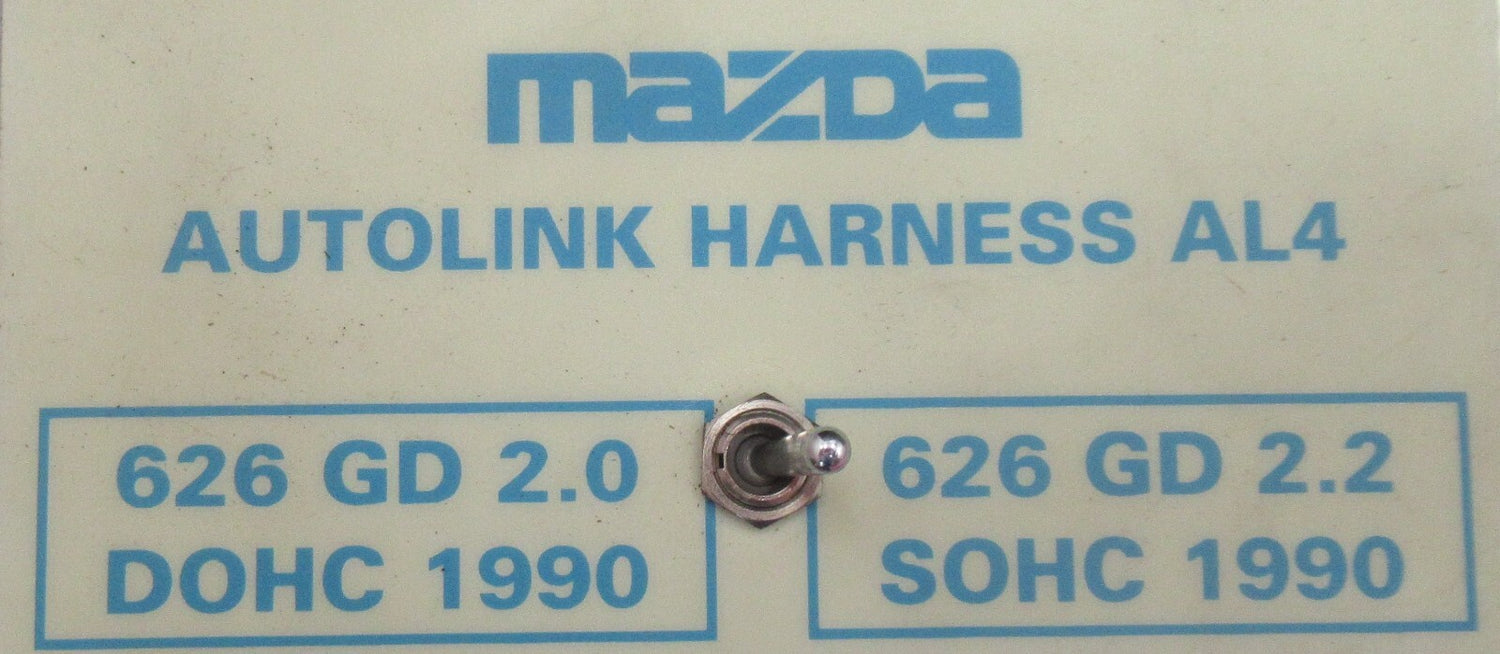 mazda
AUTOLINK HARNESS AL4
626 GD 2.0
DOHC 1990
626 GD 2.2
SOHC 1990